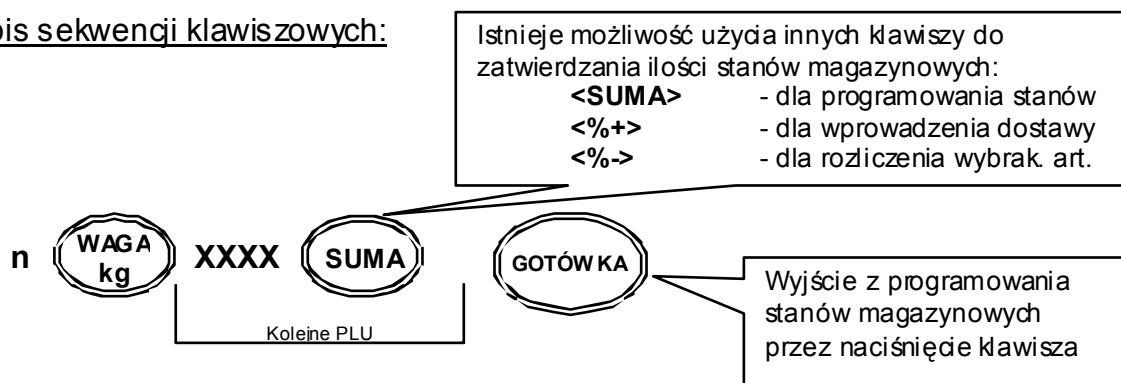 is sekwencji klawiszowych:
Istnieje możliwość użycia innych klawiszy do
zatwierdzania ilości stanów magazynowych:
<SUMA> - dla programowania stanów
<%+> - dla wprowadzenia dostawy
<%-> - dla rozliczenia wybrak. art.
n WAGA kg XXXX SUMA GOTÓWKA
Kolejne PLU
Wyjście z programowania
stanów magazynowych
przez naciśnięcie klawisza